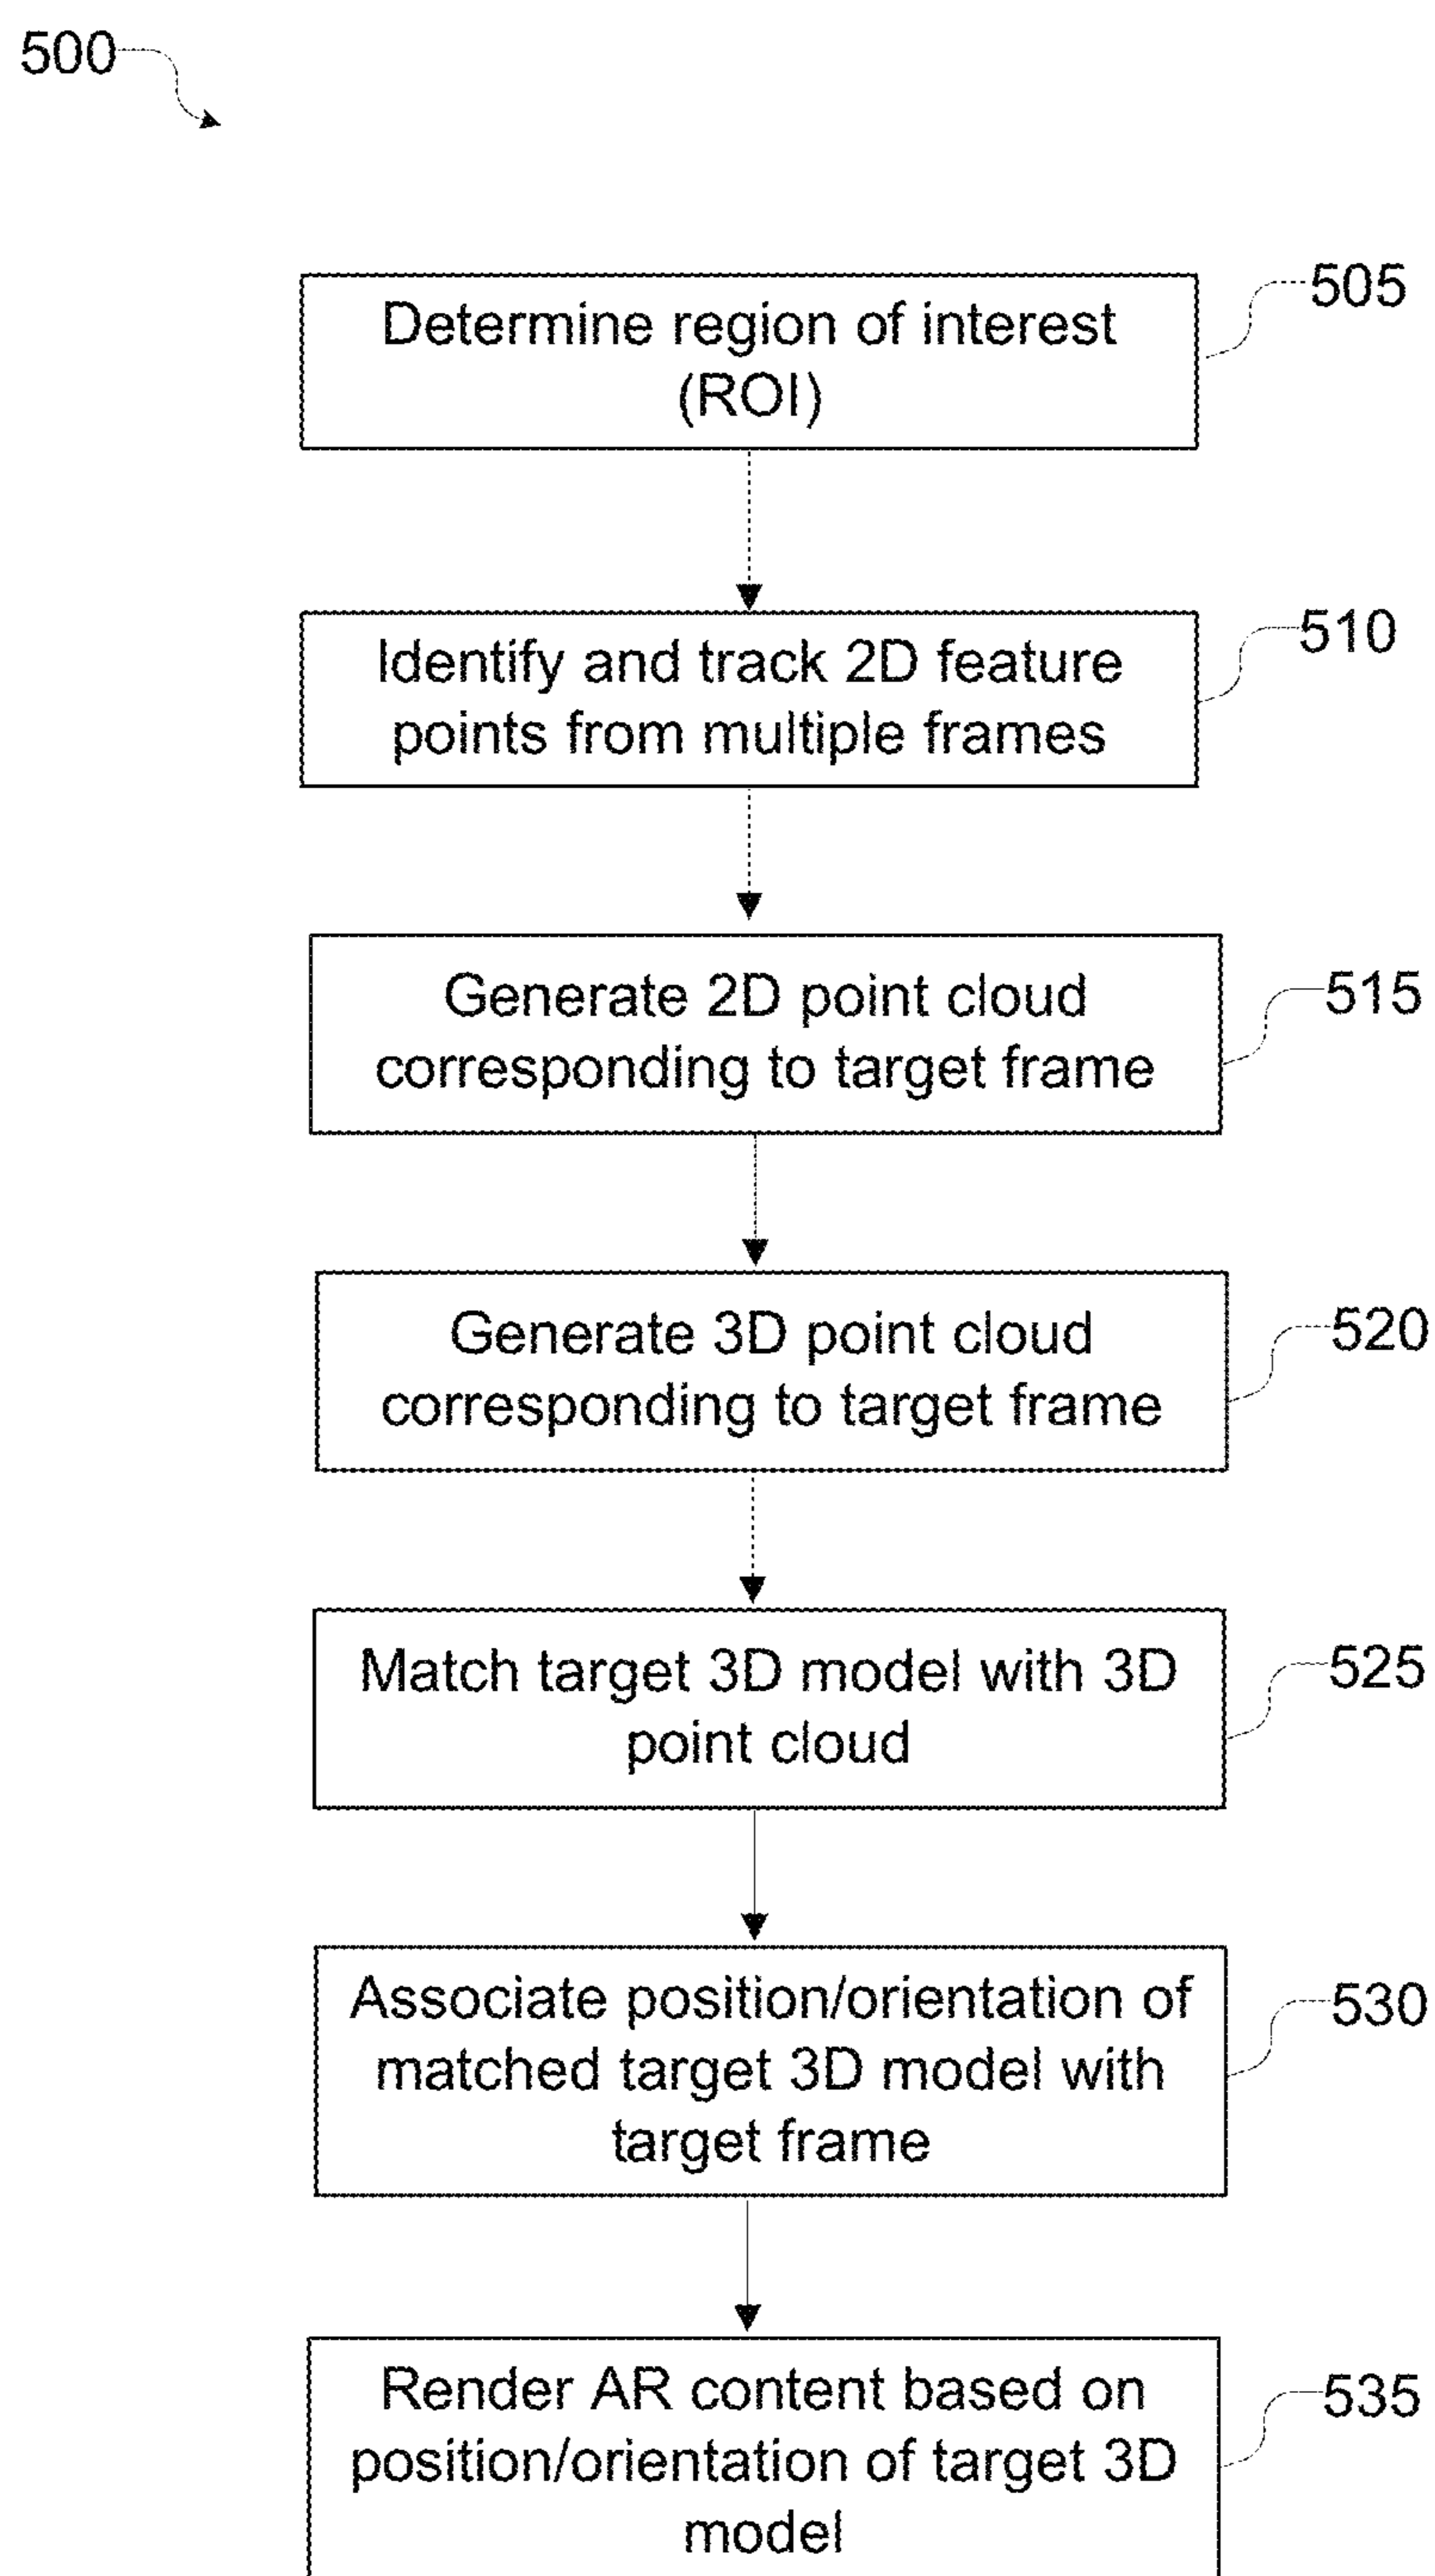 500
505
Determine region of interest
(ROI)
510
Identify and track 2D feature
points from multiple frames
515
Generate 2D point cloud
corresponding to target frame
520
Generate 3D point cloud
corresponding to target frame
525
Match target 3D model with 3D
point cloud
530
Associate position/orientation of
matched target 3D model with
target frame
535
Render AR content based on
position/orientation of target 3D
model